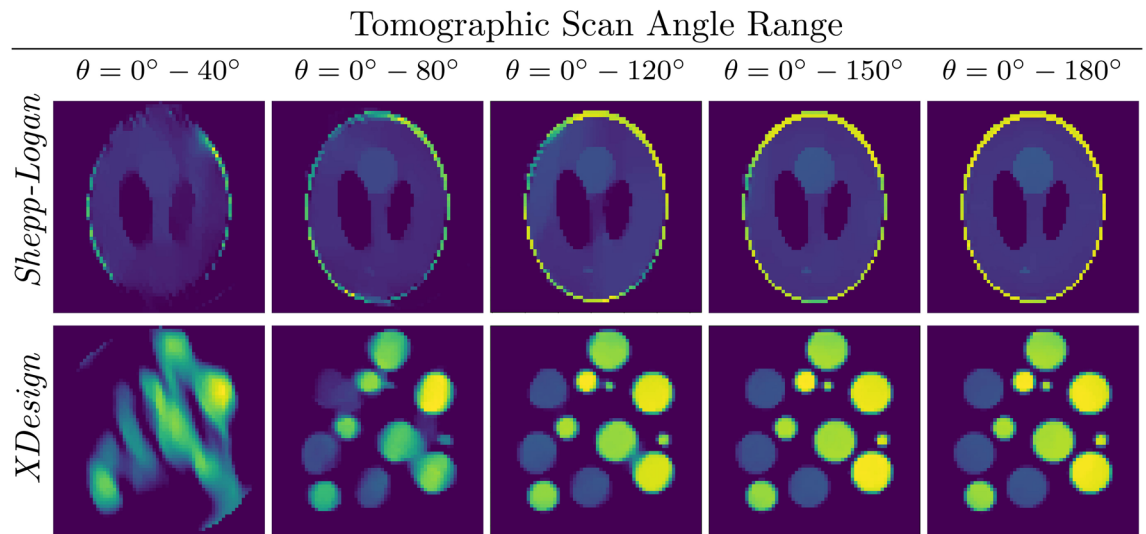 Tomographic Scan Angle Range
θ = 0° − 40° θ = 0° − 80° θ = 0° − 120° θ = 0° − 150° θ = 0° − 180°
Shepp-Logan
XDesign